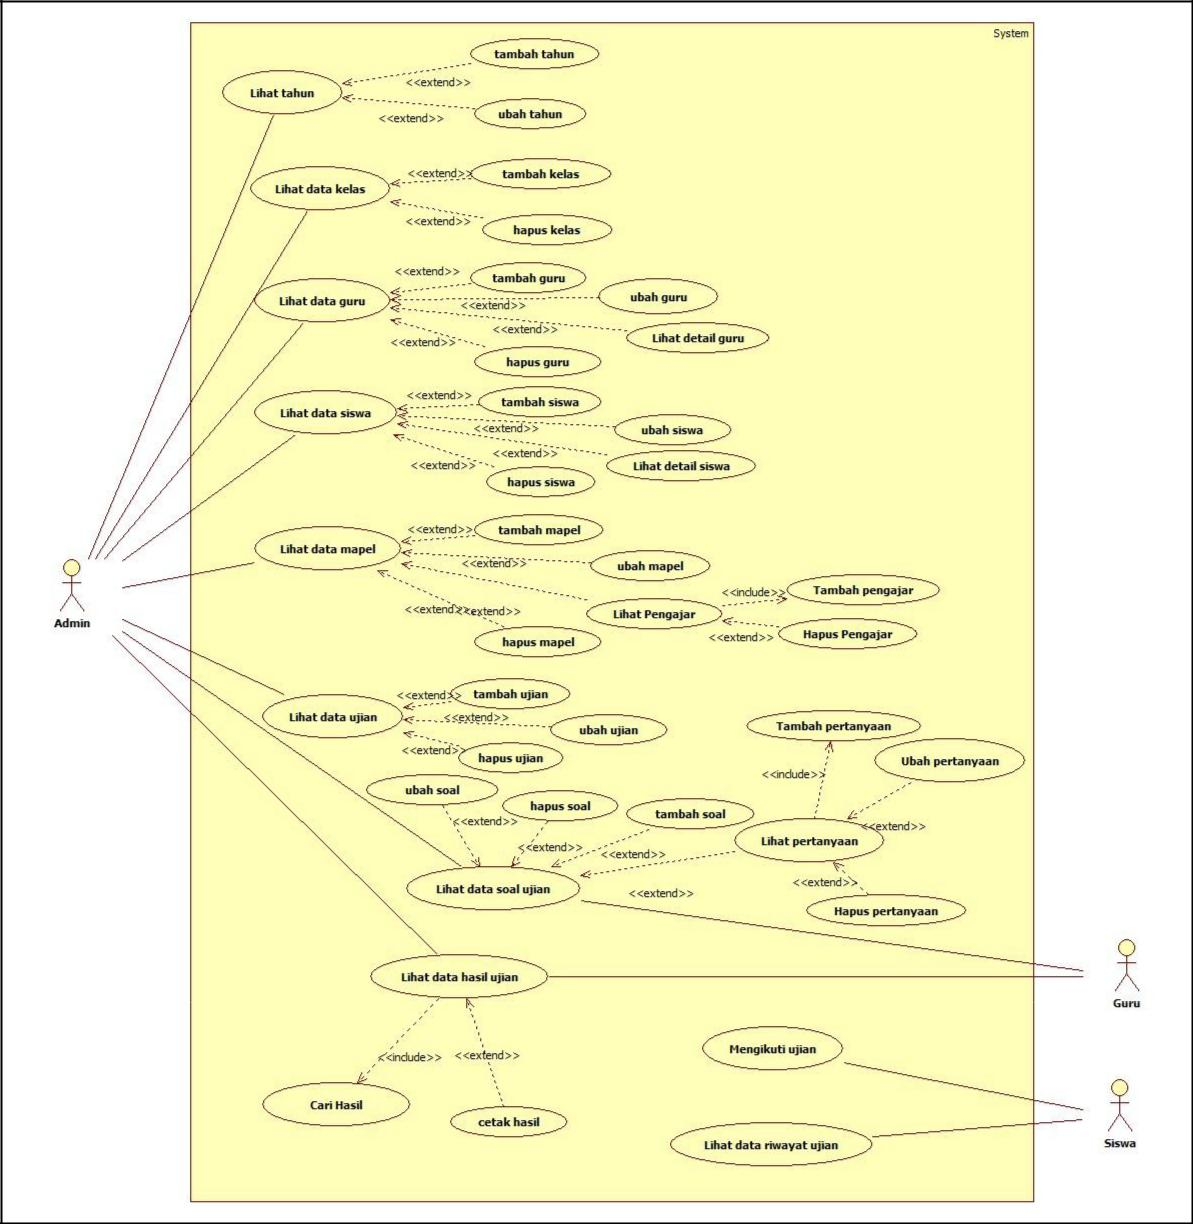 System
tambah tahun
<<extend>>
Lihat tahun
ubah tahun
<<extend>>
<<extend>>
tambah kelas
Lihat data kelas
<<extend>>
hapus kelas
<<extend>>
tambah guru
ubah guru
Lihat data guru
<<extend>>
<<extend>>
Lihat detail guru
<<extend>>
hapus guru
<<extend>>
tambah siswa
Lihat data siswa
<<extend>>
ubah siswa
<<extend>>
<<extend>>
Lihat detail siswa
hapus siswa
<<extend>>
tambah mapel
Lihat data mapel
<<extend>>
ubah mapel
<<include>>
Tambah pengajar
<<extend>>
<<extend>>
Lihat Pengajar
<<extend>>
Hapus Pengajar
hapus mapel
Admin
<<extend>>
tambah ujian
Lihat data ujian
<<extend>>
ubah ujian
<<extend>>
hapus ujian
Tambah pertanyaan
Ubah pertanyaan
<<include>>
ubah soal
hapus soal
tambah soal
<<extend>>
<<extend>>
<<extend>>
<<extend>>
Lihat pertanyaan
Lihat data soal ujian
<<extend>>
<<extend>>
Hapus pertanyaan
Lihat data hasil ujian
Guru
<<include>>
<<extend>>
Mengikuti ujian
Cari Hasil
cetak hasil
Lihat data riwayat ujian
Siswa